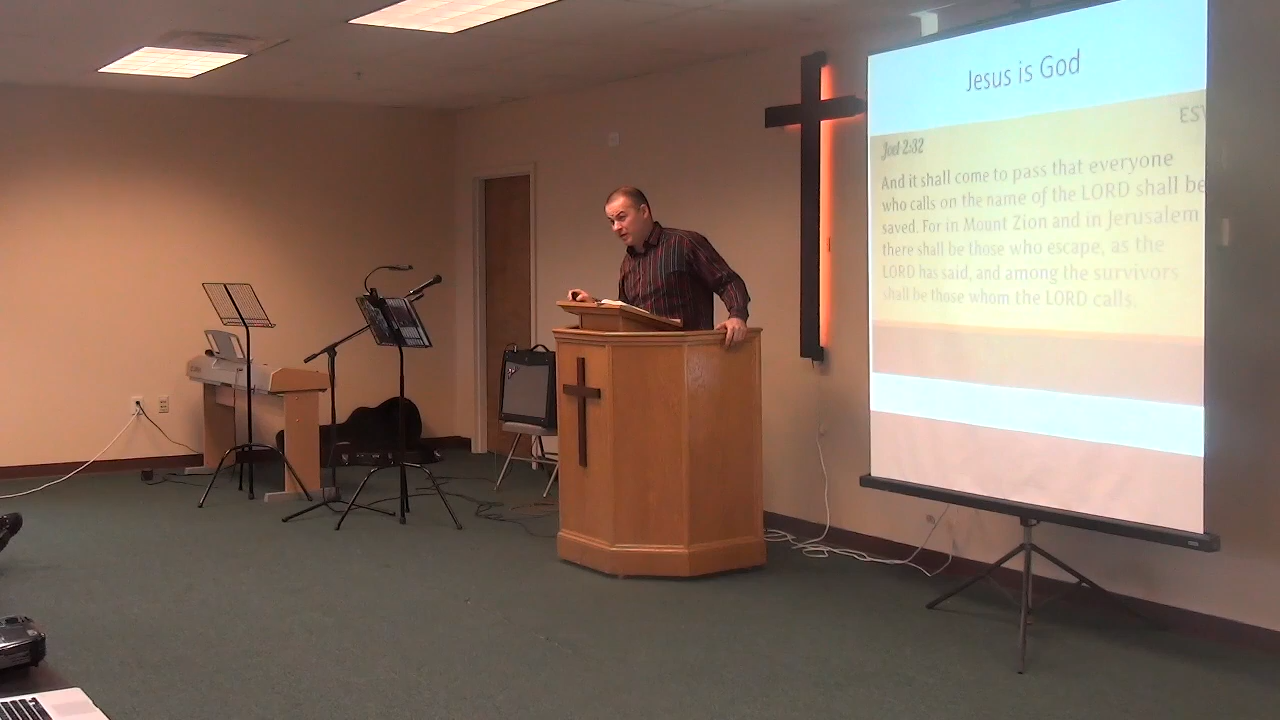 Jesus is God
ESV
Joel 2:32
And it shall come to pass that everyone
who calls on the name of the LORD shall be
saved. For in Mount Zion and in Jerusalem
there shall be those who escape, as the
LORD has said, and among the survivors
shall be those whom the LORD calls.